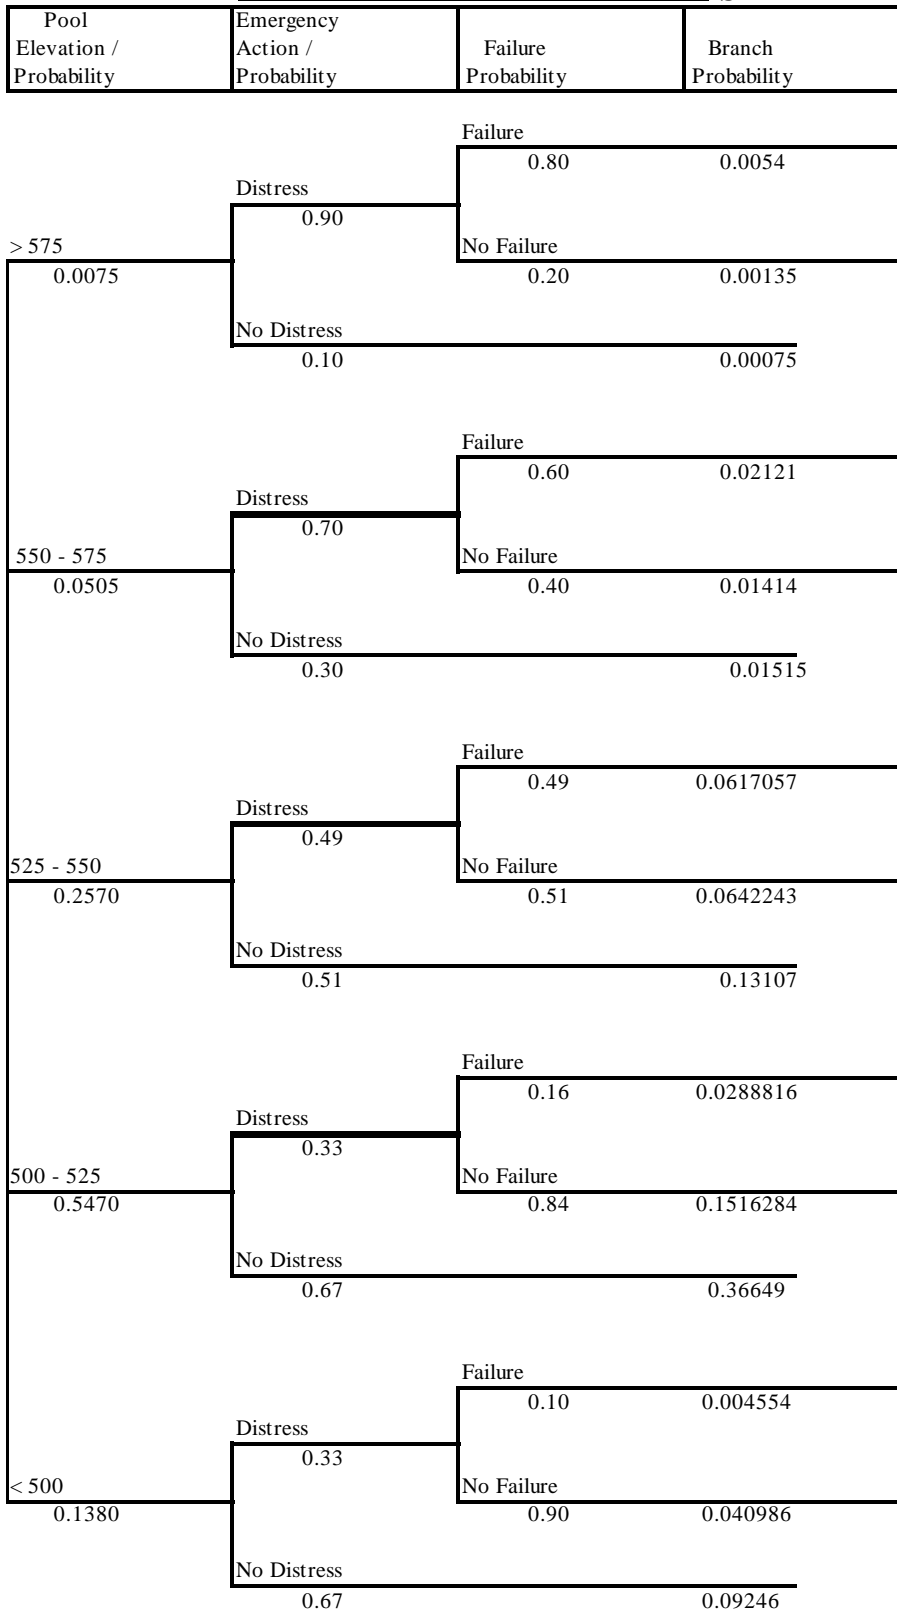 Pool
Elevation /
Probability
Emergency
Action /
Probability
Failure
Probability
Branch
Probability
Failure
0.80 0.0054
Distress
0.90
> 575
0.0075
No Failure
0.20 0.00135
No Distress
0.10 0.00075
Failure
0.60 0.02121
Distress
0.70
550 - 575
0.0505
No Failure
0.40 0.01414
No Distress
0.30 0.01515
Failure
0.49 0.0617057
Distress
0.49
525 - 550
0.2570
No Failure
0.51 0.0642243
No Distress
0.51 0.13107
Failure
0.16 0.0288816
Distress
0.33
500 - 525
0.5470
No Failure
0.84 0.1516284
No Distress
0.67 0.36649
Failure
0.10 0.004554
Distress
0.33
< 500
0.1380
No Failure
0.90 0.040986
No Distress
0.67 0.09246